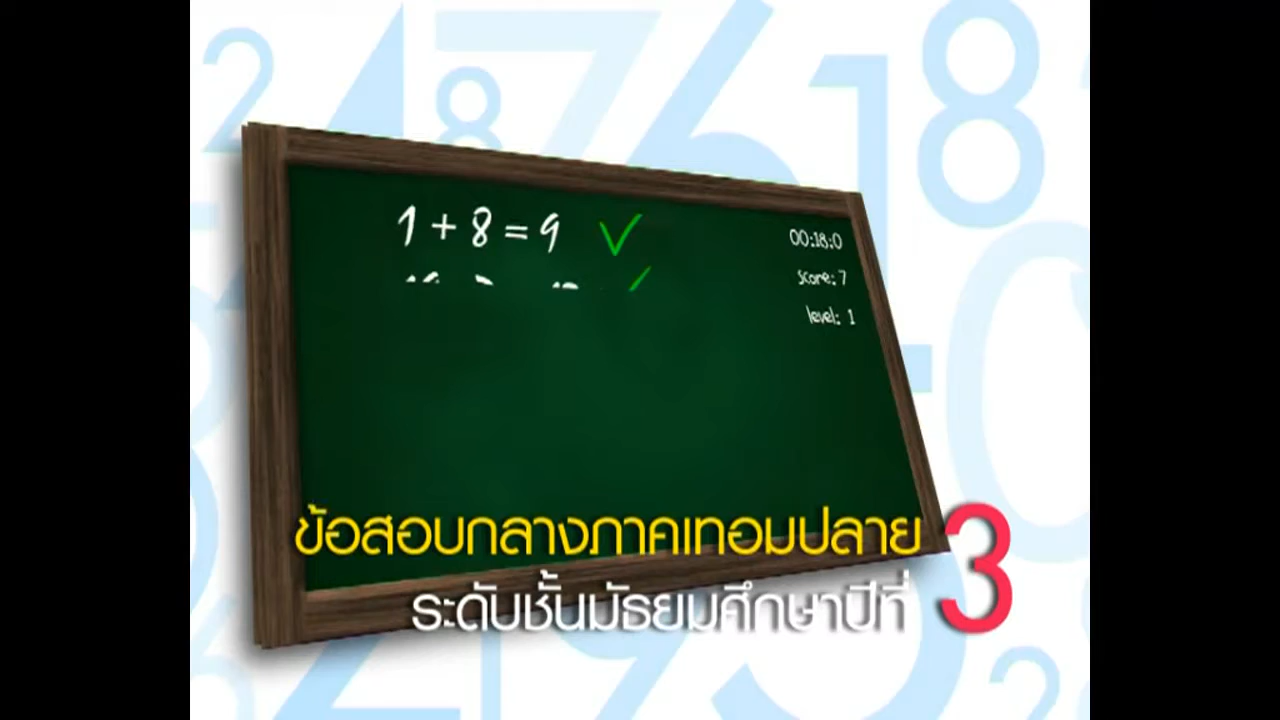 1 + 8 = 9 ✓
00:18:0
score: 7
level: 1
ข้อสอบกลางภาคเทอมปลาย
ระดับชั้นมัธยมศึกษาปีที่ 3